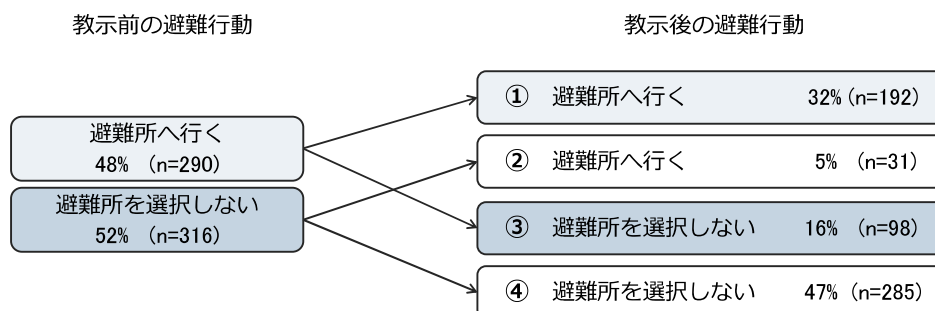 教示前の避難行動
教示後の避難行動
避難所へ行く
48% （n=290）
避難所を選択しない
52% （n=316）
① 避難所へ行く 32%（n=192）
② 避難所へ行く 5% （n=31）
③ 避難所を選択しない 16% （n=98）
④ 避難所を選択しない 47%（n=285）